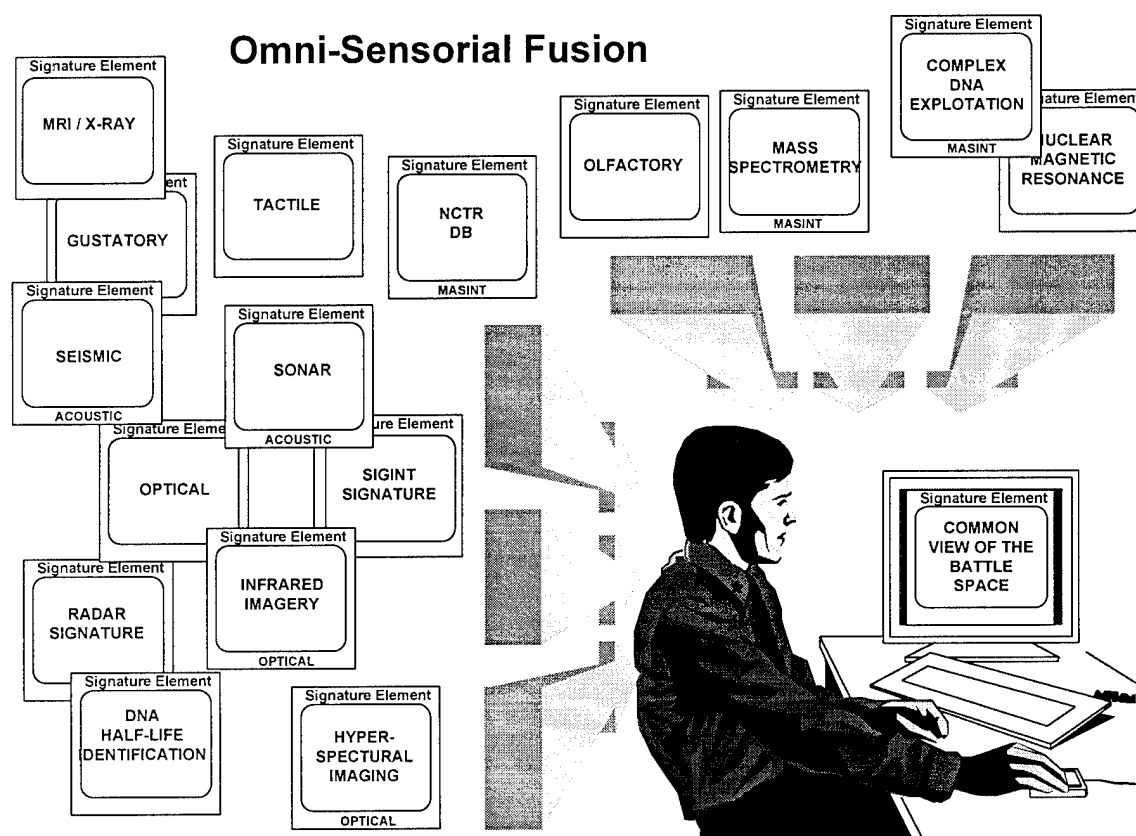 Omni-Sensorial Fusion
Signature Element
MRI / X-RAY
GUSTATORY
Signature Element
TACTILE
Signature Element
NCTR
DB
MASINT
Signature Element
OLFACTORY
Signature Element
MASS
SPECTROMETRY
MASINT
Signature Element
COMPLEX
DNA
EXPLOTATION
MASINT
Element
MAGNETIC
RESONANCE
Signature Element
SEISMIC
ACOUSTIC
Signature Element
SONAR
ACOUSTIC
Signature
OPTICAL
Element
SIGINT
SIGNATURE
Signature Element
INFRARED
IMAGERY
OPTICAL
RADAR
SIGNATURE
Signature Element
DNA
HALF-LIFE
DENTIFICATION
Signature Element
HYPER-
SPECTURAL
IMAGING
OPTICAL
Signature Element
COMMON
VIEW OF THE
BATTLE
SPACE